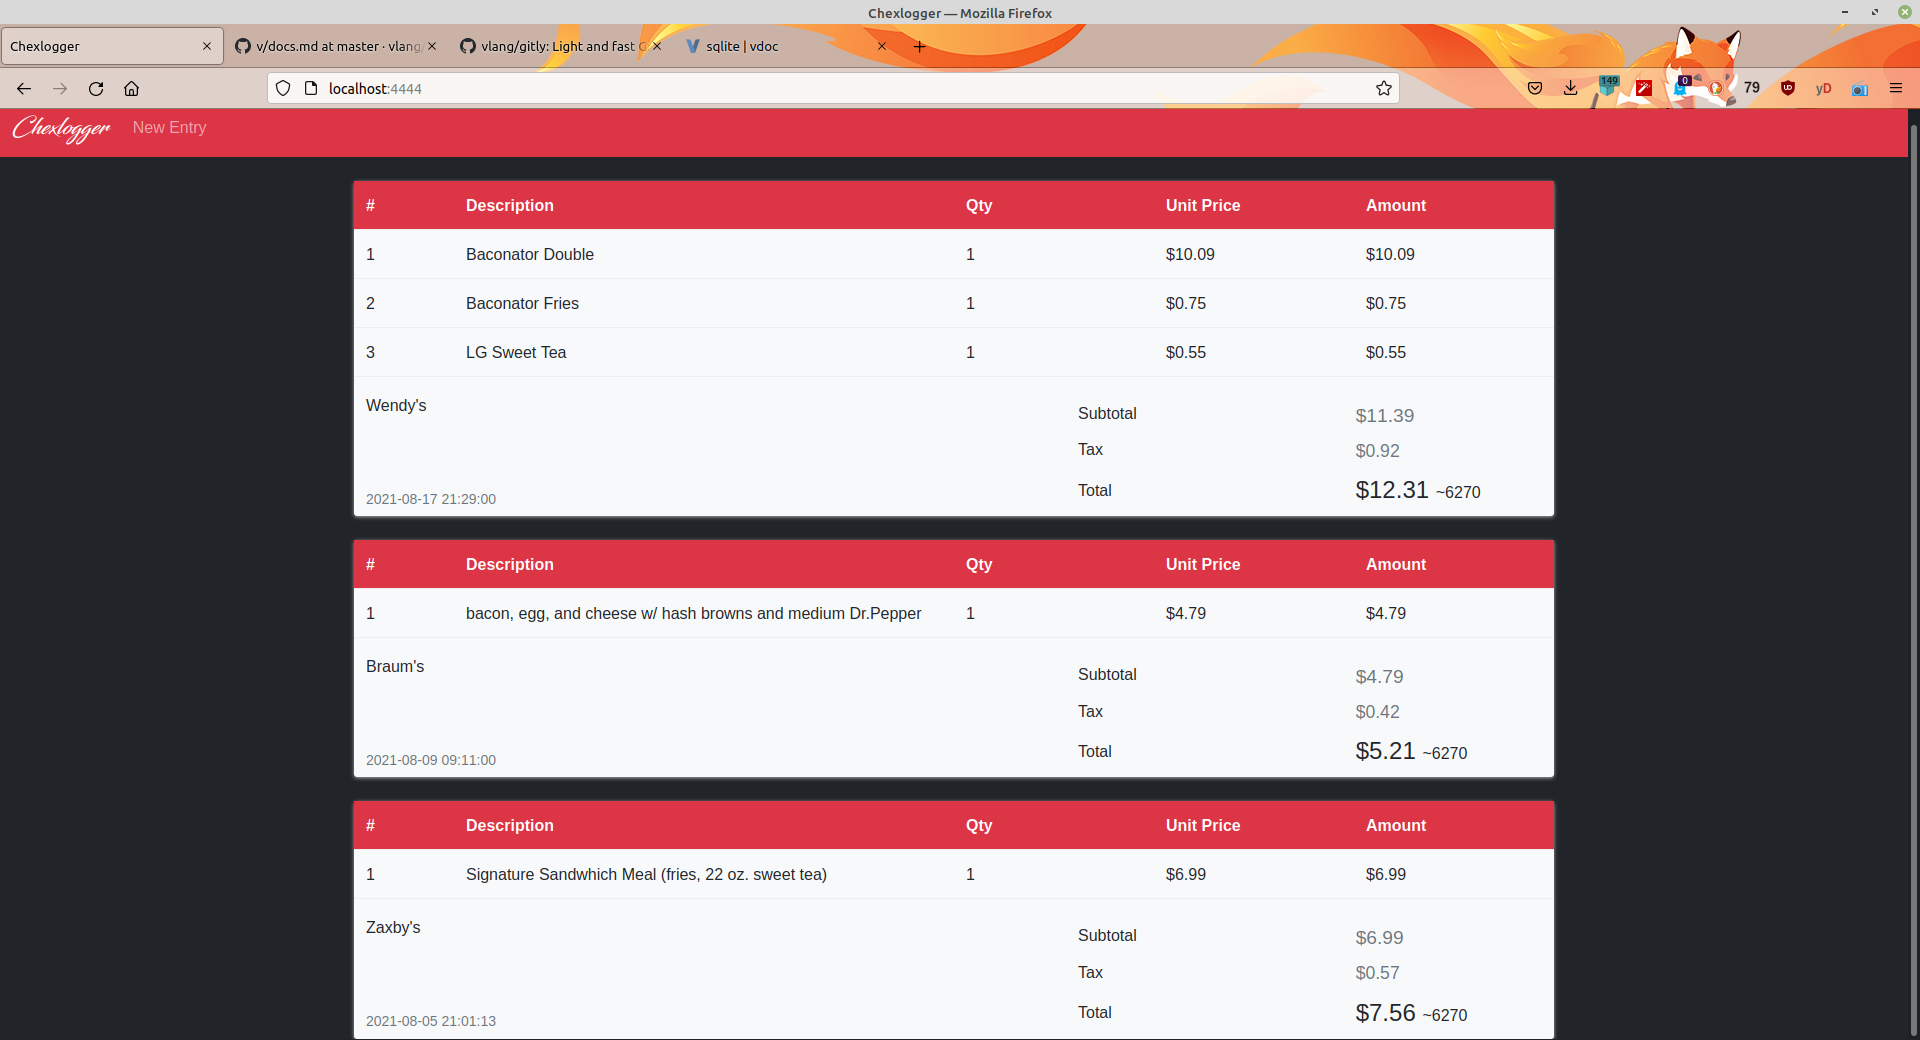 Chexlogger — Mozilla Firefox
Chexlogger
v/docs.md at master · vlang/
vlang/gitly: Light and fast
sqlite | vdoc
localhost:4444
149
0
79
yD
Chexlogger New Entry
# Description Qty Unit Price Amount
1 Baconator Double 1 $10.09 $10.09
2 Baconator Fries 1 $0.75 $0.75
3 LG Sweet Tea 1 $0.55 $0.55
Wendy's
Subtotal $11.39
Tax $0.92
Total $12.31 ~6270
2021-08-17 21:29:00
# Description Qty Unit Price Amount
1 bacon, egg, and cheese w/ hash browns and medium Dr.Pepper 1 $4.79 $4.79
Braum's
Subtotal $4.79
Tax $0.42
Total $5.21 ~6270
2021-08-09 09:11:00
# Description Qty Unit Price Amount
1 Signature Sandwhich Meal (fries, 22 oz. sweet tea) 1 $6.99 $6.99
Zaxby's
Subtotal $6.99
Tax $0.57
Total $7.56 ~6270
2021-08-05 21:01:13